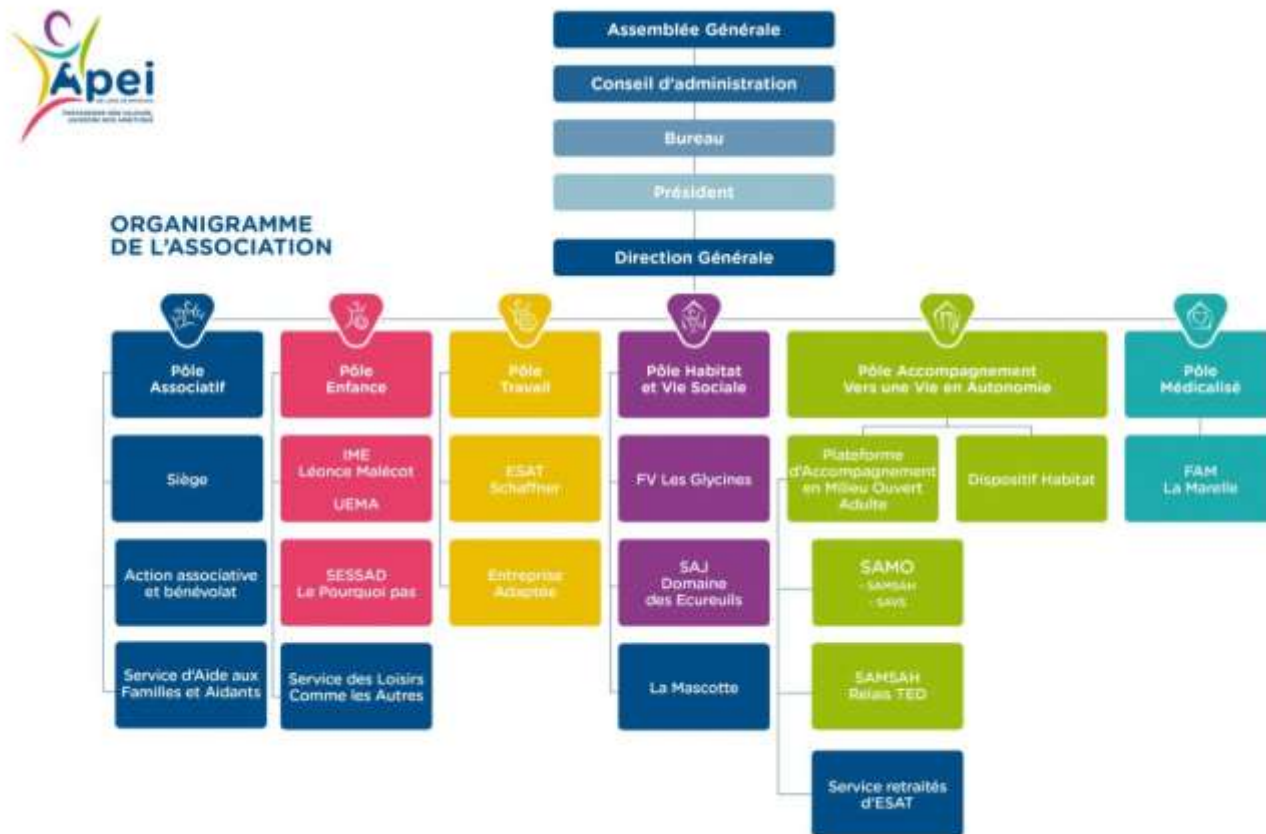 Apei
Assemblée Générale
Conseil d'administration
Bureau
Président
ORGANIGRAMME
DE L'ASSOCIATION
Direction Générale
Pôle
Associatif
Siège
Action associative
et bénévolat
Service d'Aide aux
Familles et Aidants
Pôle
Enfance
IME
Léonce Malécot
UEMA
SESSAD
Le Pourquoi pas
Service des Loisirs
Comme les Autres
Pôle
Travail
ESAT
Schaffner
Entreprise
Adaptée
Pôle Habitat
et Vie Sociale
FV Les Glycines
SAJ
Domaine
des Ecureuils
La Mascotte
Pôle Accompagnement
Vers une Vie en Autonomie
Plateforme
d'Accompagnement
en Milieu Ouvert
Adulte
Dispositif Habitat
SAMO
- SAMSAH
- SAVS
SAMSAH
Relais TED
Service retraités
d'ESAT
Pôle
Médicalisé
FAM
La Marelle